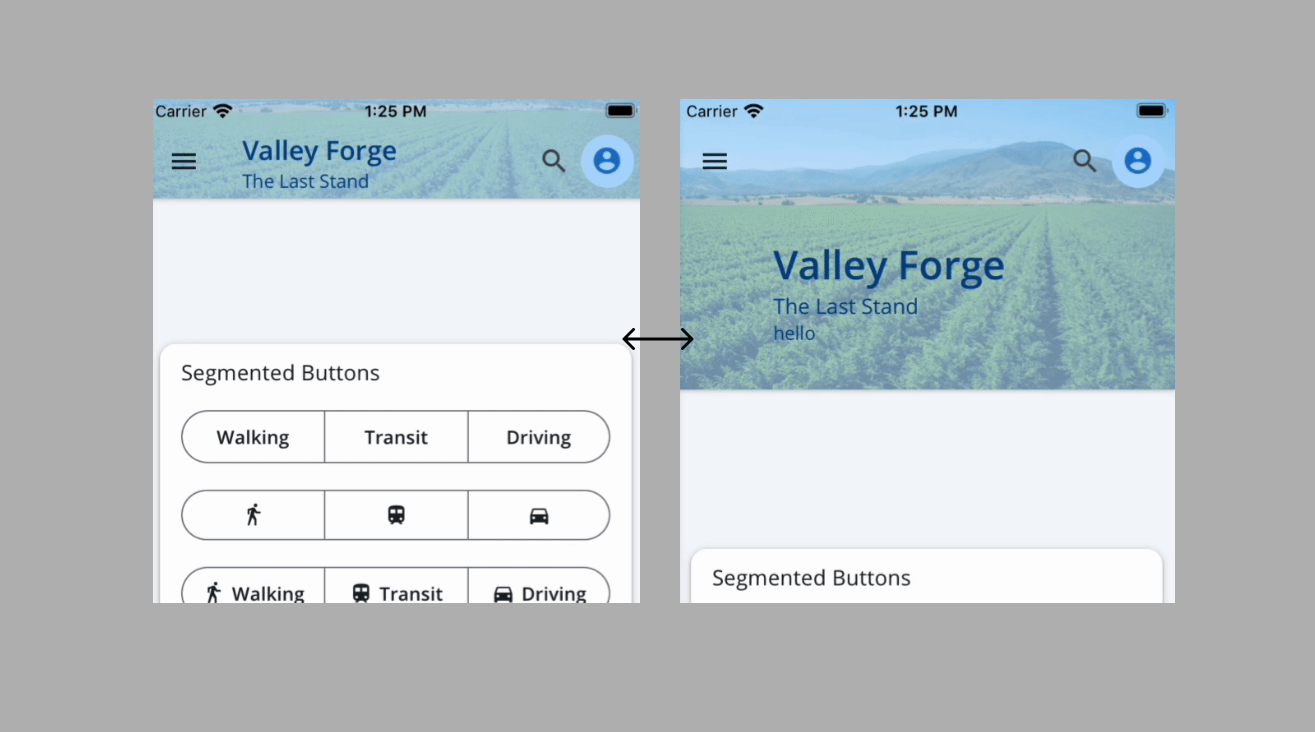 Carrier 1:25 PM
Valley Forge
The Last Stand
Segmented Buttons
Walking Transit Driving
Walking Transit Driving
Carrier 1:25 PM
Valley Forge
The Last Stand
hello
Segmented Buttons